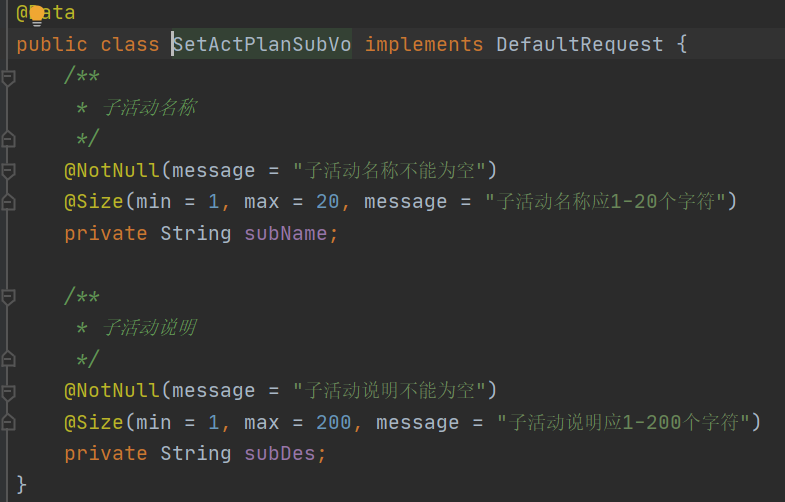 @Data
public class SetActPlanSubVo implements DefaultRequest {
/**
* 子活动名称
*/
@NotNull(message = "子活动名称不能为空")
@Size(min = 1, max = 20, message = "子活动名称应1-20个字符")
private String subName;
/**
* 子活动说明
*/
@NotNull(message = "子活动说明不能为空")
@Size(min = 1, max = 200, message = "子活动说明应1-200个字符")
private String subDes;
}